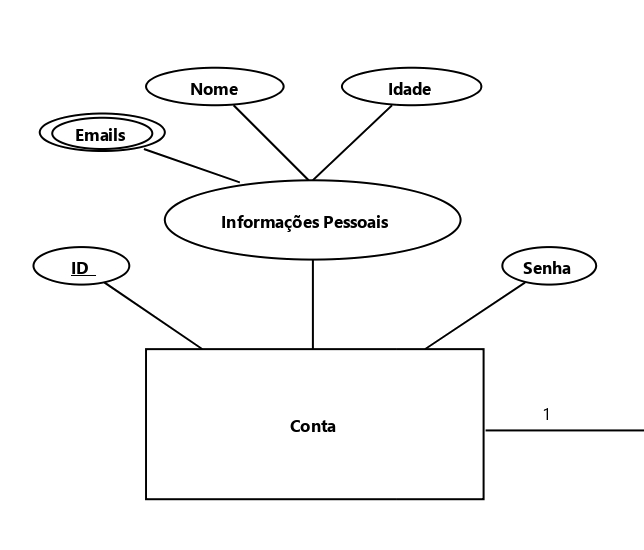 Nome
Idade
Emails
Informações Pessoais
ID
Senha
Conta
1